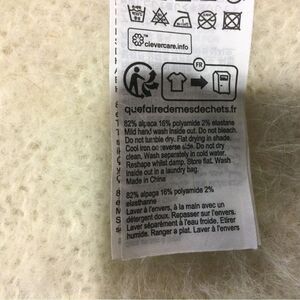 clevercare.info
FR
quefairedemesdechets.fr
82% alpaca 16% polyamide 2% elastane
Mild hand wash inside out. Do not bleach.
Do not tumble dry. Flat drying in shade.
Cool iron on reverse side. Do not dry
clean. Wash separately in cold water.
Reshape whilst damp. Store flat. Wash
inside out in a laundry bag.
Made in China
82% alpaga 16% polyamide 2%
élasthanne
Laver à l'envers, à la main avec un
détergent doux. Repasser sur l'envers.
Laver séparément à l'eau froide. Etirer
humide. Ranger a plat. Laver à l'envers